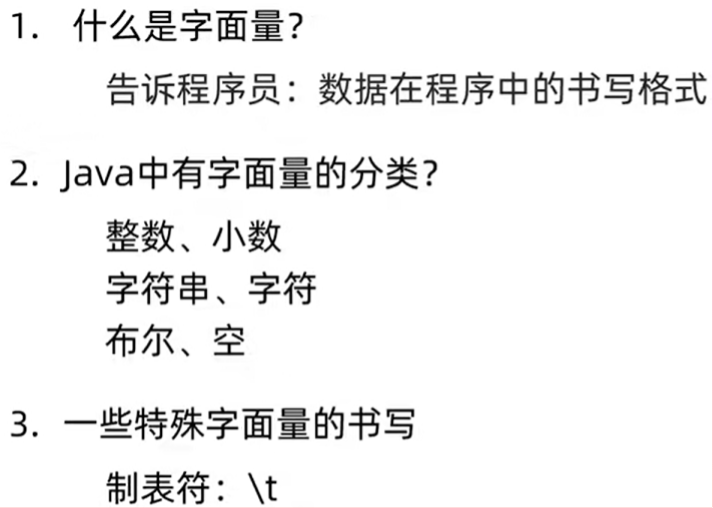 1. 什么是字面量？
告诉程序员：数据在程序中的书写格式
2. Java中有字面量的分类？
整数、小数
字符串、字符
布尔、空
3. 一些特殊字面量的书写
制表符：\t